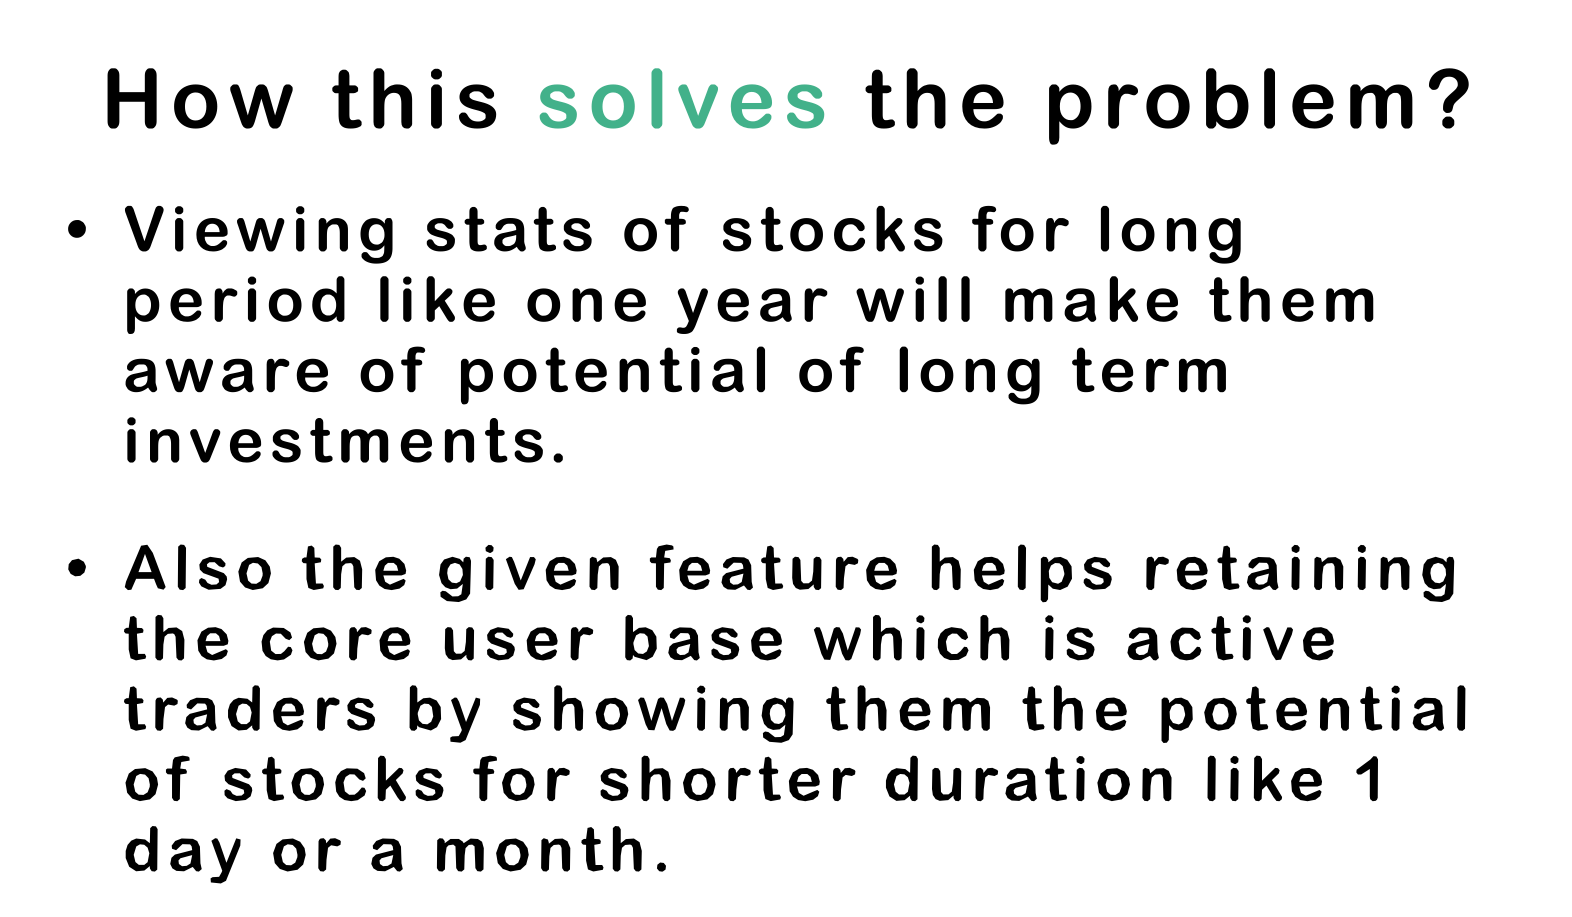 How this solves the problem?
• Viewing stats of stocks for long
period like one year will make them
aware of potential of long term
investments.
• Also the given feature helps retaining
the core user base which is active
traders by showing them the potential
of stocks for shorter duration like 1
day or a month.